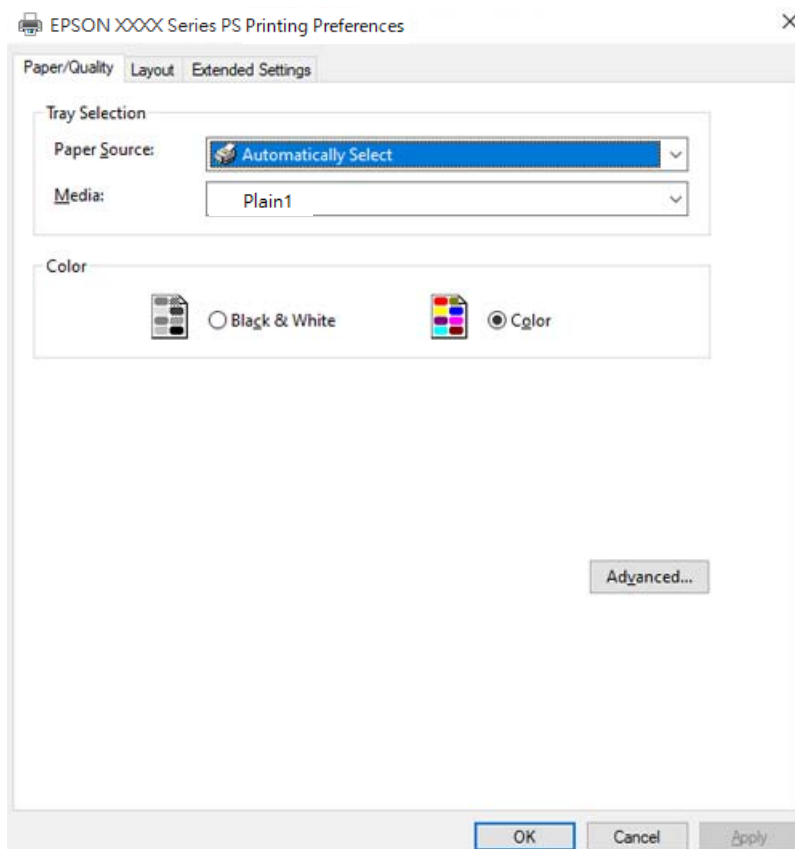 EPSON XXXX Series PS Printing Preferences
Paper/Quality Layout Extended Settings
Tray Selection
Paper Source: Automatically Select
Media: Plain1
Color
Black & White Color
Advanced...
OK Cancel Apply